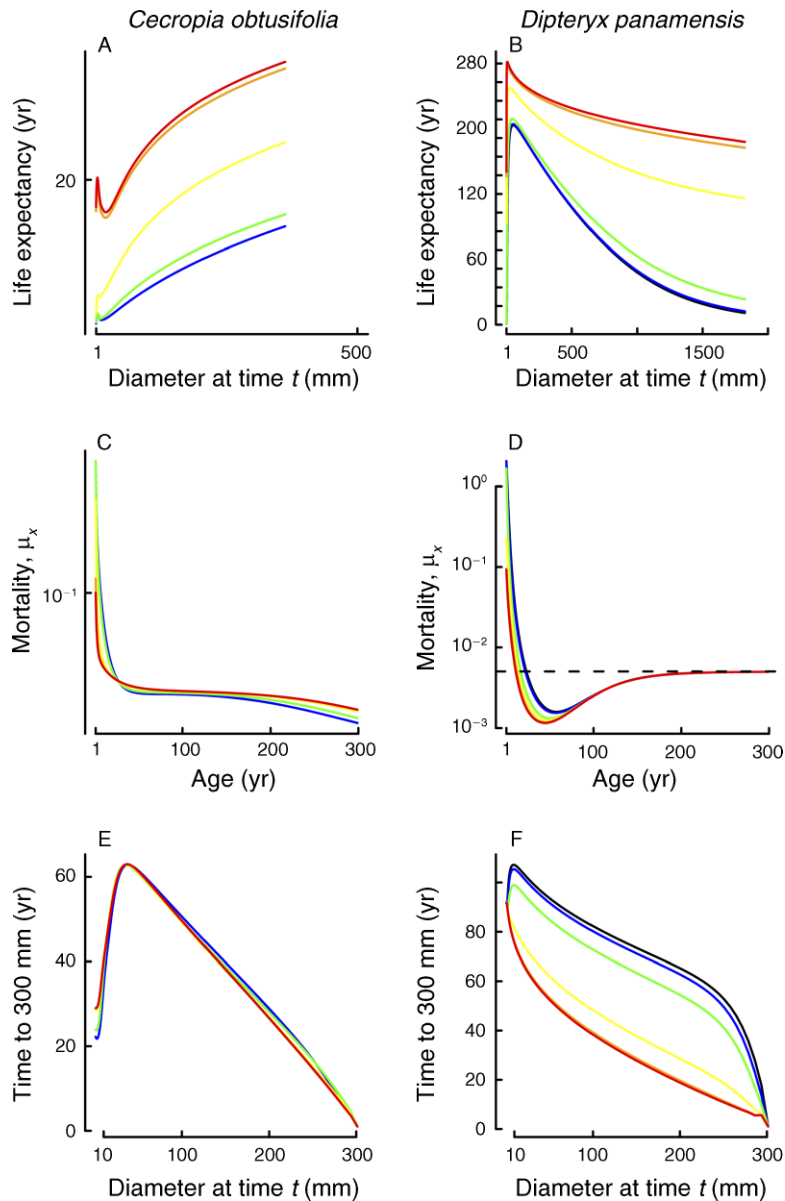 Cecropia obtusifolia
Dipteryx panamensis
A
Life expectancy (yr)
20
1
500
Diameter at time t (mm)
B
Life expectancy (yr)
280
200
120
60
0
1
500
1500
Diameter at time t (mm)
C
Mortality, μx
10−1
1
100
200
300
Age (yr)
D
Mortality, μx
100
10−1
10−2
10−3
1
100
200
300
Age (yr)
E
Time to 300 mm (yr)
60
40
20
0
10
100
200
300
Diameter at time t (mm)
F
Time to 300 mm (yr)
80
60
40
20
0
10
100
200
300
Diameter at time t (mm)